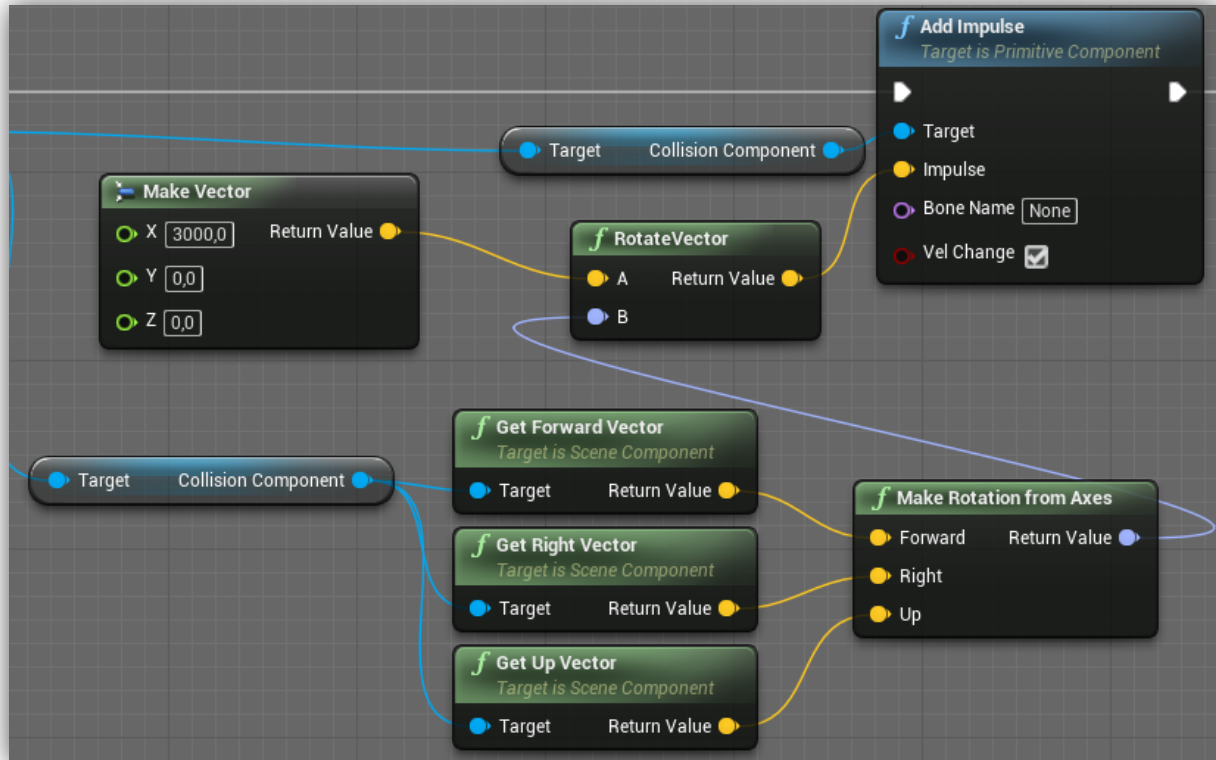 Add Impulse
Target is Primitive Component
Target
Impulse
Bone Name None
Vel Change
Target Collision Component
Make Vector
X 3000,0 Return Value
Y 0,0
Z 0,0
RotateVector
A Return Value
B
Target Collision Component
Get Forward Vector
Target is Scene Component
Target Return Value
Get Right Vector
Target is Scene Component
Target Return Value
Get Up Vector
Target is Scene Component
Target Return Value
Make Rotation from Axes
Forward Return Value
Right
Up